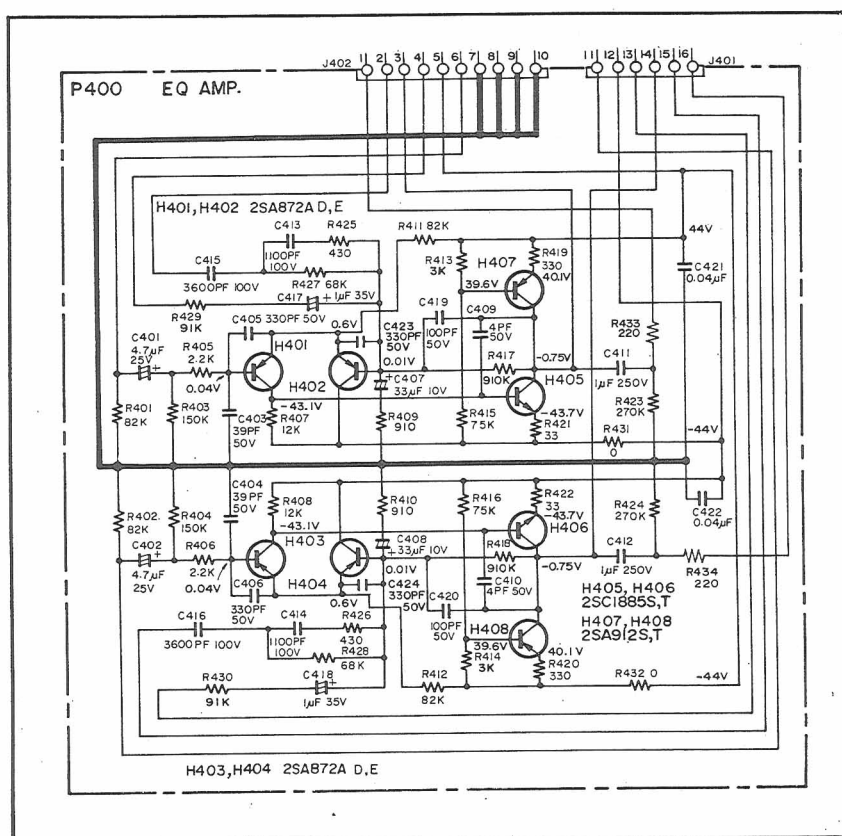 J402 1 2 3 4 5 6 7 8 9 10 11 12 13 14 15 16 J401
P400 EQ AMP.
H401, H402 2SA872A D,E
C413 1100PF 100V
R425 430
C415 3600PF 100V
R427 68K
C417 + 1µF 35V
R429 91K
R411 82K
R413 3K
H407
R419 330
40.1V
39.6V
44V
C421 0.04µF
C405 330PF 50V
0.6V
C423 330PF 50V
C419 100PF 50V
C409 4PF 50V
R433 220
C401 4.7µF 25V +
R405 2.2K
0.04V
H401
H402
0.01V
R417 910K
-0.75V
H405
C411 1µF 250V
R423 270K
+ C407 33µF 10V
-43.1V
R401 82K
R403 150K
C403 39PF 50V
R407 12K
R409 910
R415 75K
-43.7V
R421 33
R431 0
-44V
C404 39PF 50V
R402 82K
R404 150K
R408 12K
-43.1V
R410 910
R416 75K
R422 33
-43.7V
H406
R424 270K
C422 0.04µF
C402 + 4.7µF 25V
R406 2.2K
0.04V
H403
H404
C408 + 33µF 10V
0.01V
R418 910K
-0.75V
C412 1µF 250V
R434 220
C406 330PF 50V
0.6V
C424 330PF 50V
C410 4PF 50V
C420 100PF 50V
H405, H406
2SC1885S,T
H407, H408
2SA912S,T
C416 3600PF 100V
C414 1100PF 100V
R426 430
R428 68K
H408
39.6V
R414 3K
40.1V
R420 330
R430 91K
C418 + 1µF 35V
R412 82K
R432 0
-44V
H403, H404 2SA872A D,E